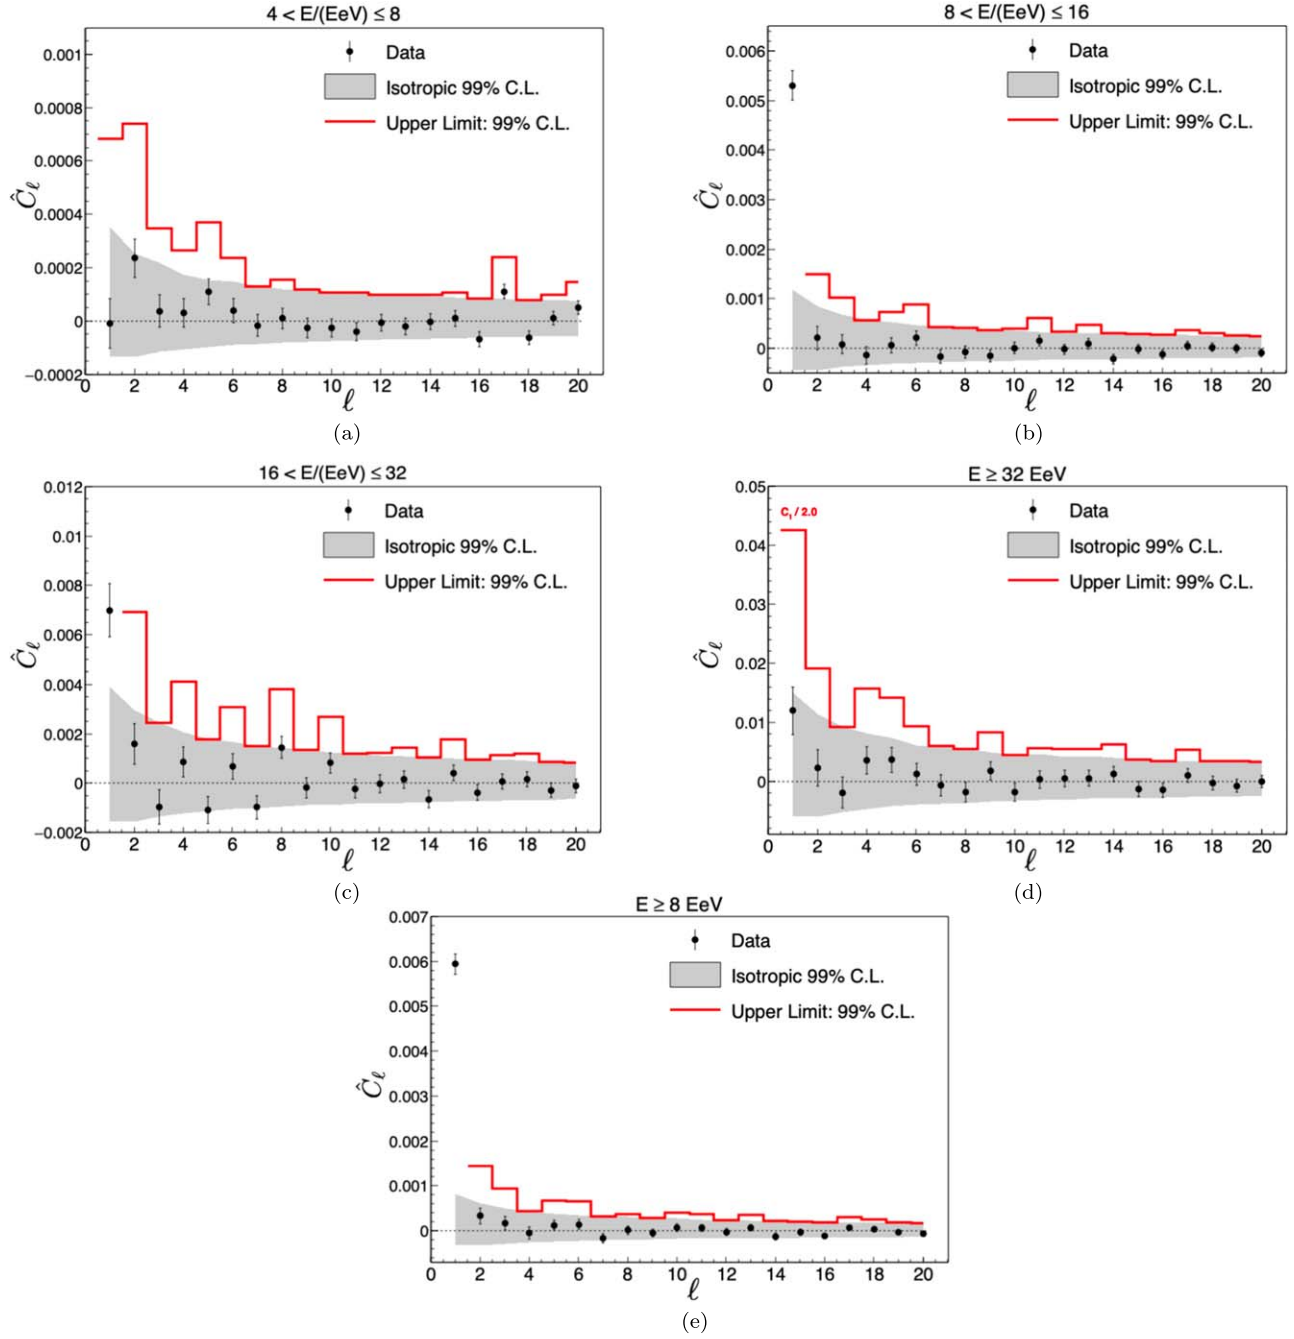 4 < E/(EeV) ≤ 8
0.001
0.0008
0.0006
0.0004
0.0002
0
−0.0002
Ĉℓ
Data
Isotropic 99% C.L.
Upper Limit: 99% C.L.
0 2 4 6 8 10 12 14 16 18 20
ℓ
(a)
8 < E/(EeV) ≤ 16
0.006
0.005
0.004
0.003
0.002
0.001
0
Ĉℓ
Data
Isotropic 99% C.L.
Upper Limit: 99% C.L.
0 2 4 6 8 10 12 14 16 18 20
ℓ
(b)
16 < E/(EeV) ≤ 32
0.012
0.01
0.008
0.006
0.004
0.002
0
−0.002
Ĉℓ
Data
Isotropic 99% C.L.
Upper Limit: 99% C.L.
0 2 4 6 8 10 12 14 16 18 20
ℓ
(c)
E ≥ 32 EeV
0.05
0.04
0.03
0.02
0.01
0
Ĉℓ
C₁ / 2.0
Data
Isotropic 99% C.L.
Upper Limit: 99% C.L.
0 2 4 6 8 10 12 14 16 18 20
ℓ
(d)
E ≥ 8 EeV
0.007
0.006
0.005
0.004
0.003
0.002
0.001
0
Ĉℓ
Data
Isotropic 99% C.L.
Upper Limit: 99% C.L.
0 2 4 6 8 10 12 14 16 18 20
ℓ
(e)